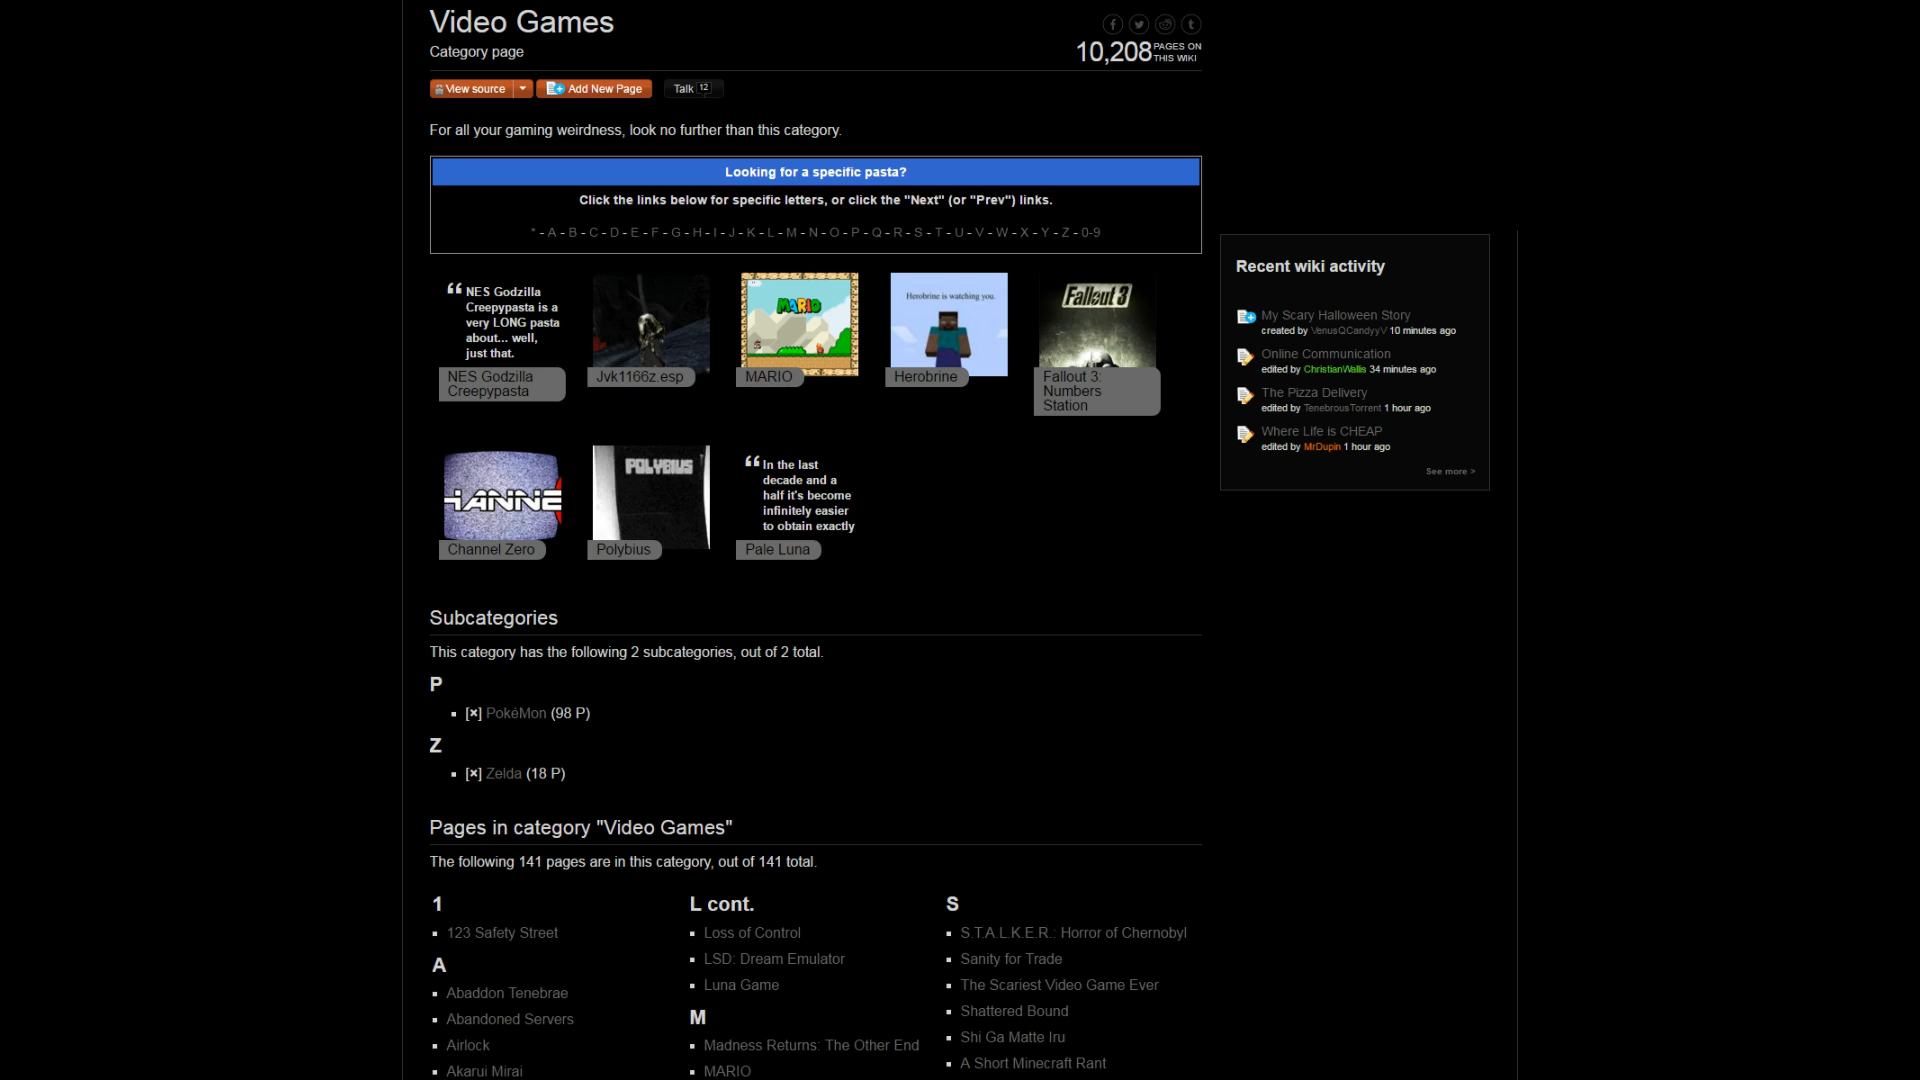 Video Games
Category page
10,208 PAGES ON
THIS WIKI
View source
Add New Page
Talk 12
For all your gaming weirdness, look no further than this category.
Looking for a specific pasta?
Click the links below for specific letters, or click the "Next" (or "Prev") links.
* - A - B - C - D - E - F - G - H - I - J - K - L - M - N - O - P - Q - R - S - T - U - V - W - X - Y - Z - 0-9
“ NES Godzilla
Creepypasta is a
very LONG pasta
about... well,
just that.
NES Godzilla
Creepypasta
Jvk1166z.esp
MARIO
MARIO
Herobrine is watching you.
Herobrine
Fallout 3
Fallout 3:
Numbers
Station
HANNE
Channel Zero
POLYBIUS
Polybius
“ In the last
decade and a
half it's become
infinitely easier
to obtain exactly
Pale Luna
Recent wiki activity
My Scary Halloween Story
created by VenusQCandyyV 10 minutes ago
Online Communication
edited by ChristianWallis 34 minutes ago
The Pizza Delivery
edited by TenebrousTorrent 1 hour ago
Where Life is CHEAP
edited by MrDupin 1 hour ago
See more >
Subcategories
This category has the following 2 subcategories, out of 2 total.
P
[×] PokéMon (98 P)
Z
[×] Zelda (18 P)
Pages in category "Video Games"
The following 141 pages are in this category, out of 141 total.
1
123 Safety Street
A
Abaddon Tenebrae
Abandoned Servers
Airlock
Akarui Mirai
L cont.
Loss of Control
LSD: Dream Emulator
Luna Game
M
Madness Returns: The Other End
MARIO
S
S.T.A.L.K.E.R.: Horror of Chernobyl
Sanity for Trade
The Scariest Video Game Ever
Shattered Bound
Shi Ga Matte Iru
A Short Minecraft Rant